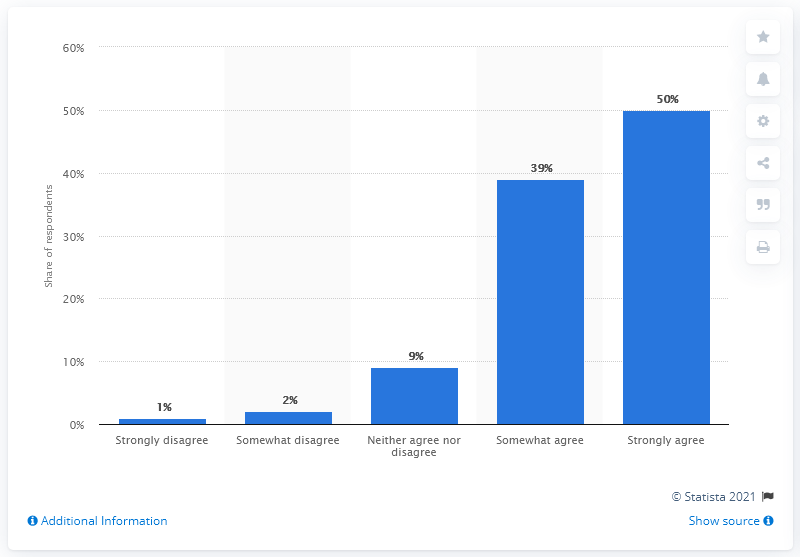 60%
50%
40%
30%
20%
10%
0%
Share of respondents
1%
2%
9%
39%
50%
Strongly disagree
Somewhat disagree
Neither agree nor
disagree
Somewhat agree
Strongly agree
© Statista 2021
Additional Information
Show source